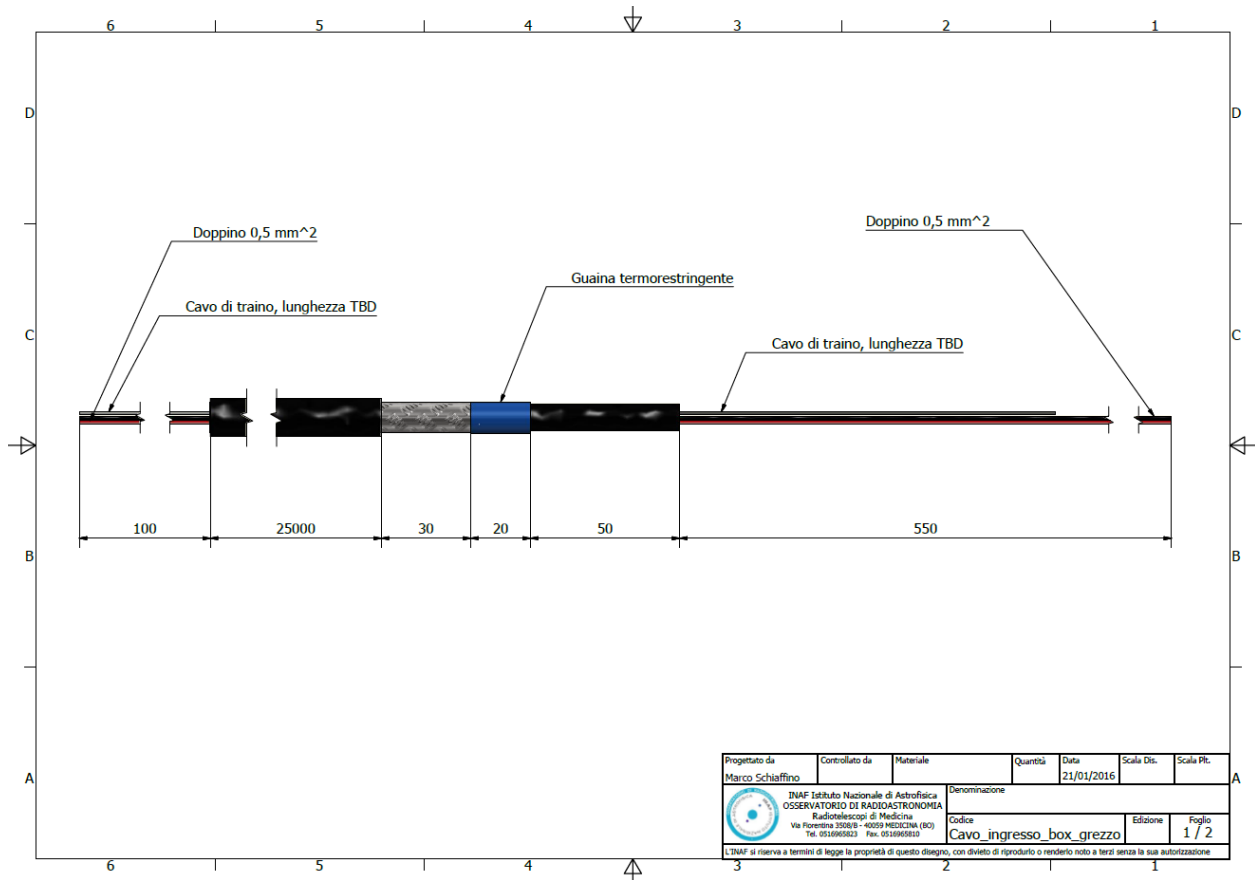 6 5 4 3 2 1
D D
Doppino 0,5 mm^2
Doppino 0,5 mm^2
Guaina termorestringente
Cavo di traino, lunghezza TBD
C C
Cavo di traino, lunghezza TBD
100 25000 30 20 50 550
B B
A A
Progettato da Controllato da Materiale Quantità Data Scala Dis. Scala Plt.
Marco Schiaffino 21/01/2016
INAF Istituto Nazionale di Astrofisica
OSSERVATORIO DI RADIOASTRONOMIA
Radiotelescopi di Medicina
Via Fiorentina 3508/B - 40059 MEDICINA (BO)
Tel. 0516965823 Fax. 0516965810
Denominazione
Codice Edizione Foglio
Cavo_ingresso_box_grezzo 1 / 2
L'INAF si riserva a termini di legge la proprietà di questo disegno, con divieto di riprodurlo o renderlo noto a terzi senza la sua autorizzazione
6 5 4 3 2 1